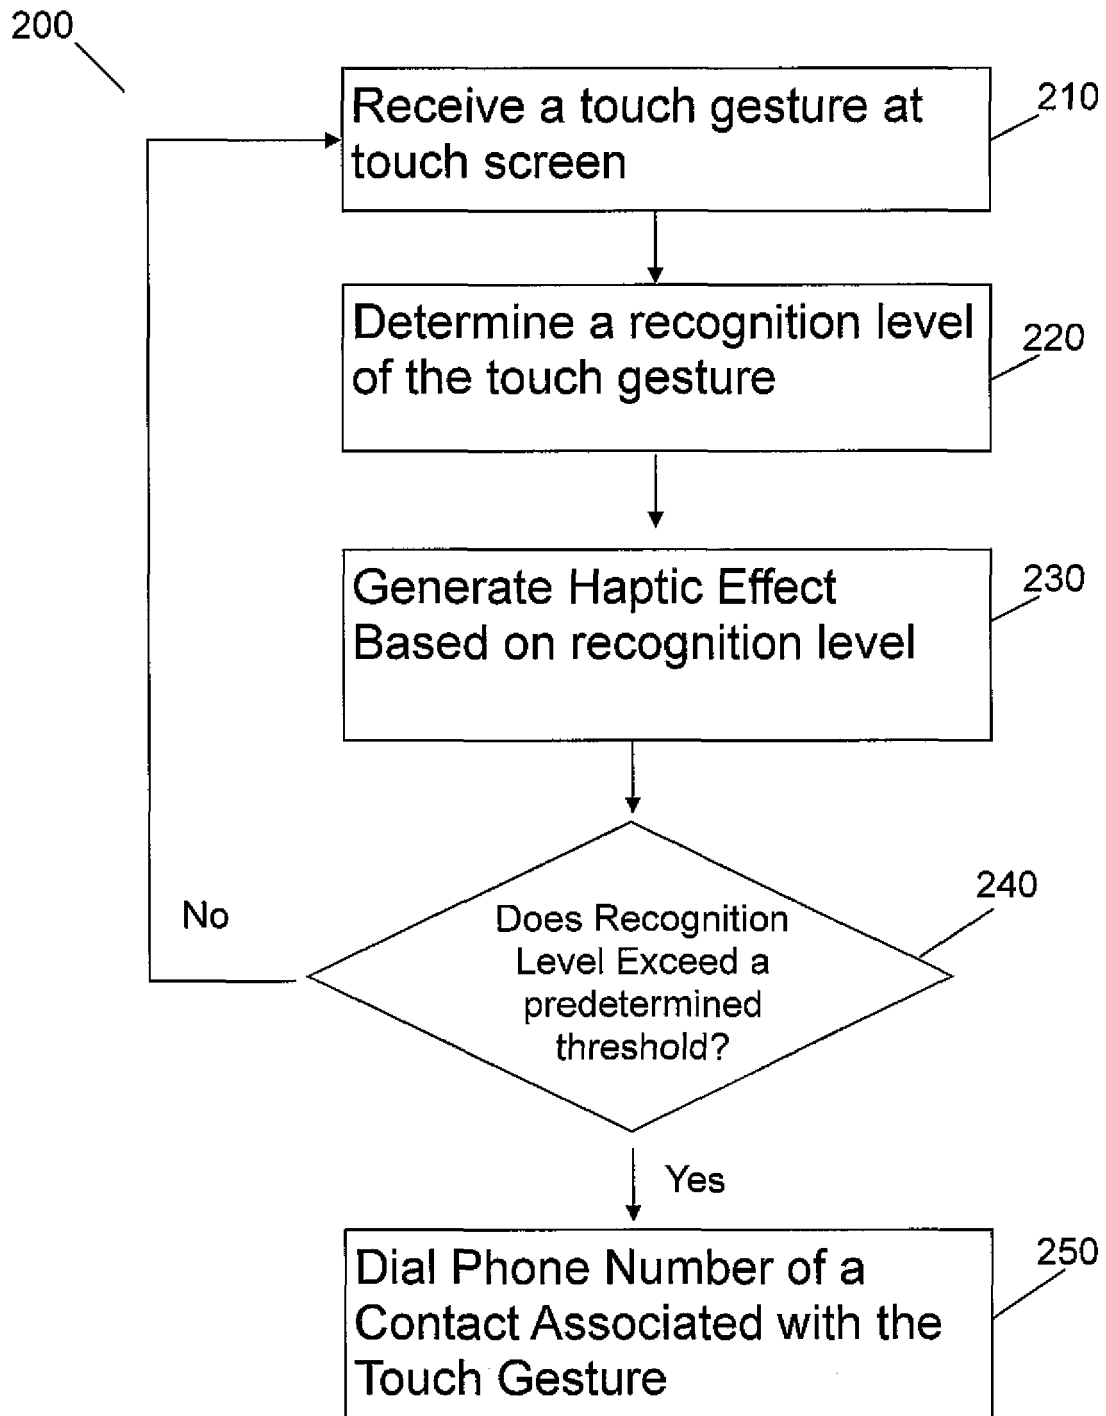 200
Receive a touch gesture at
touch screen
210
Determine a recognition level
of the touch gesture
220
Generate Haptic Effect
Based on recognition level
230
Does Recognition
Level Exceed a
predetermined
threshold?
240
No
Yes
Dial Phone Number of a
Contact Associated with the
Touch Gesture
250